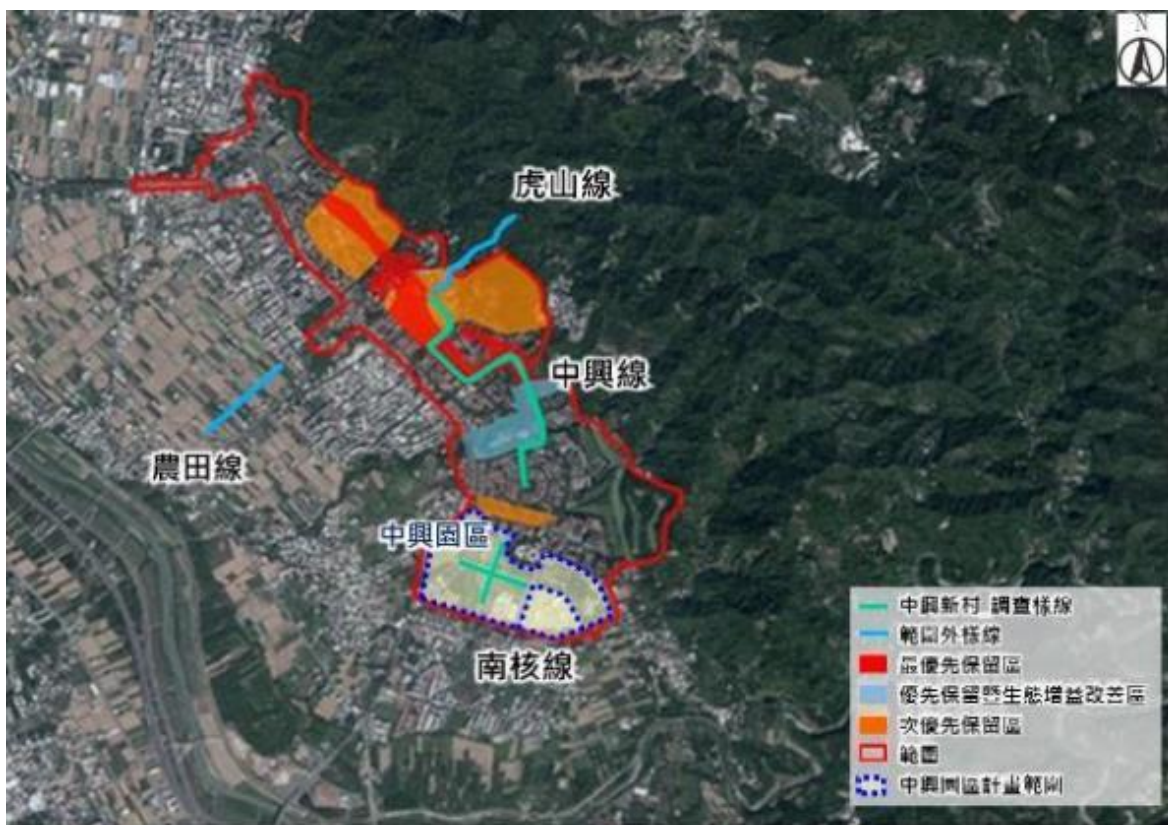 N
虎山線
中興線
農田線
中興園區
南核線
中興新村 調查樣線
範圍外樣線
最優先保留區
優先保留暨生態增益改善區
次優先保留區
範圍
中興園區計畫範圍